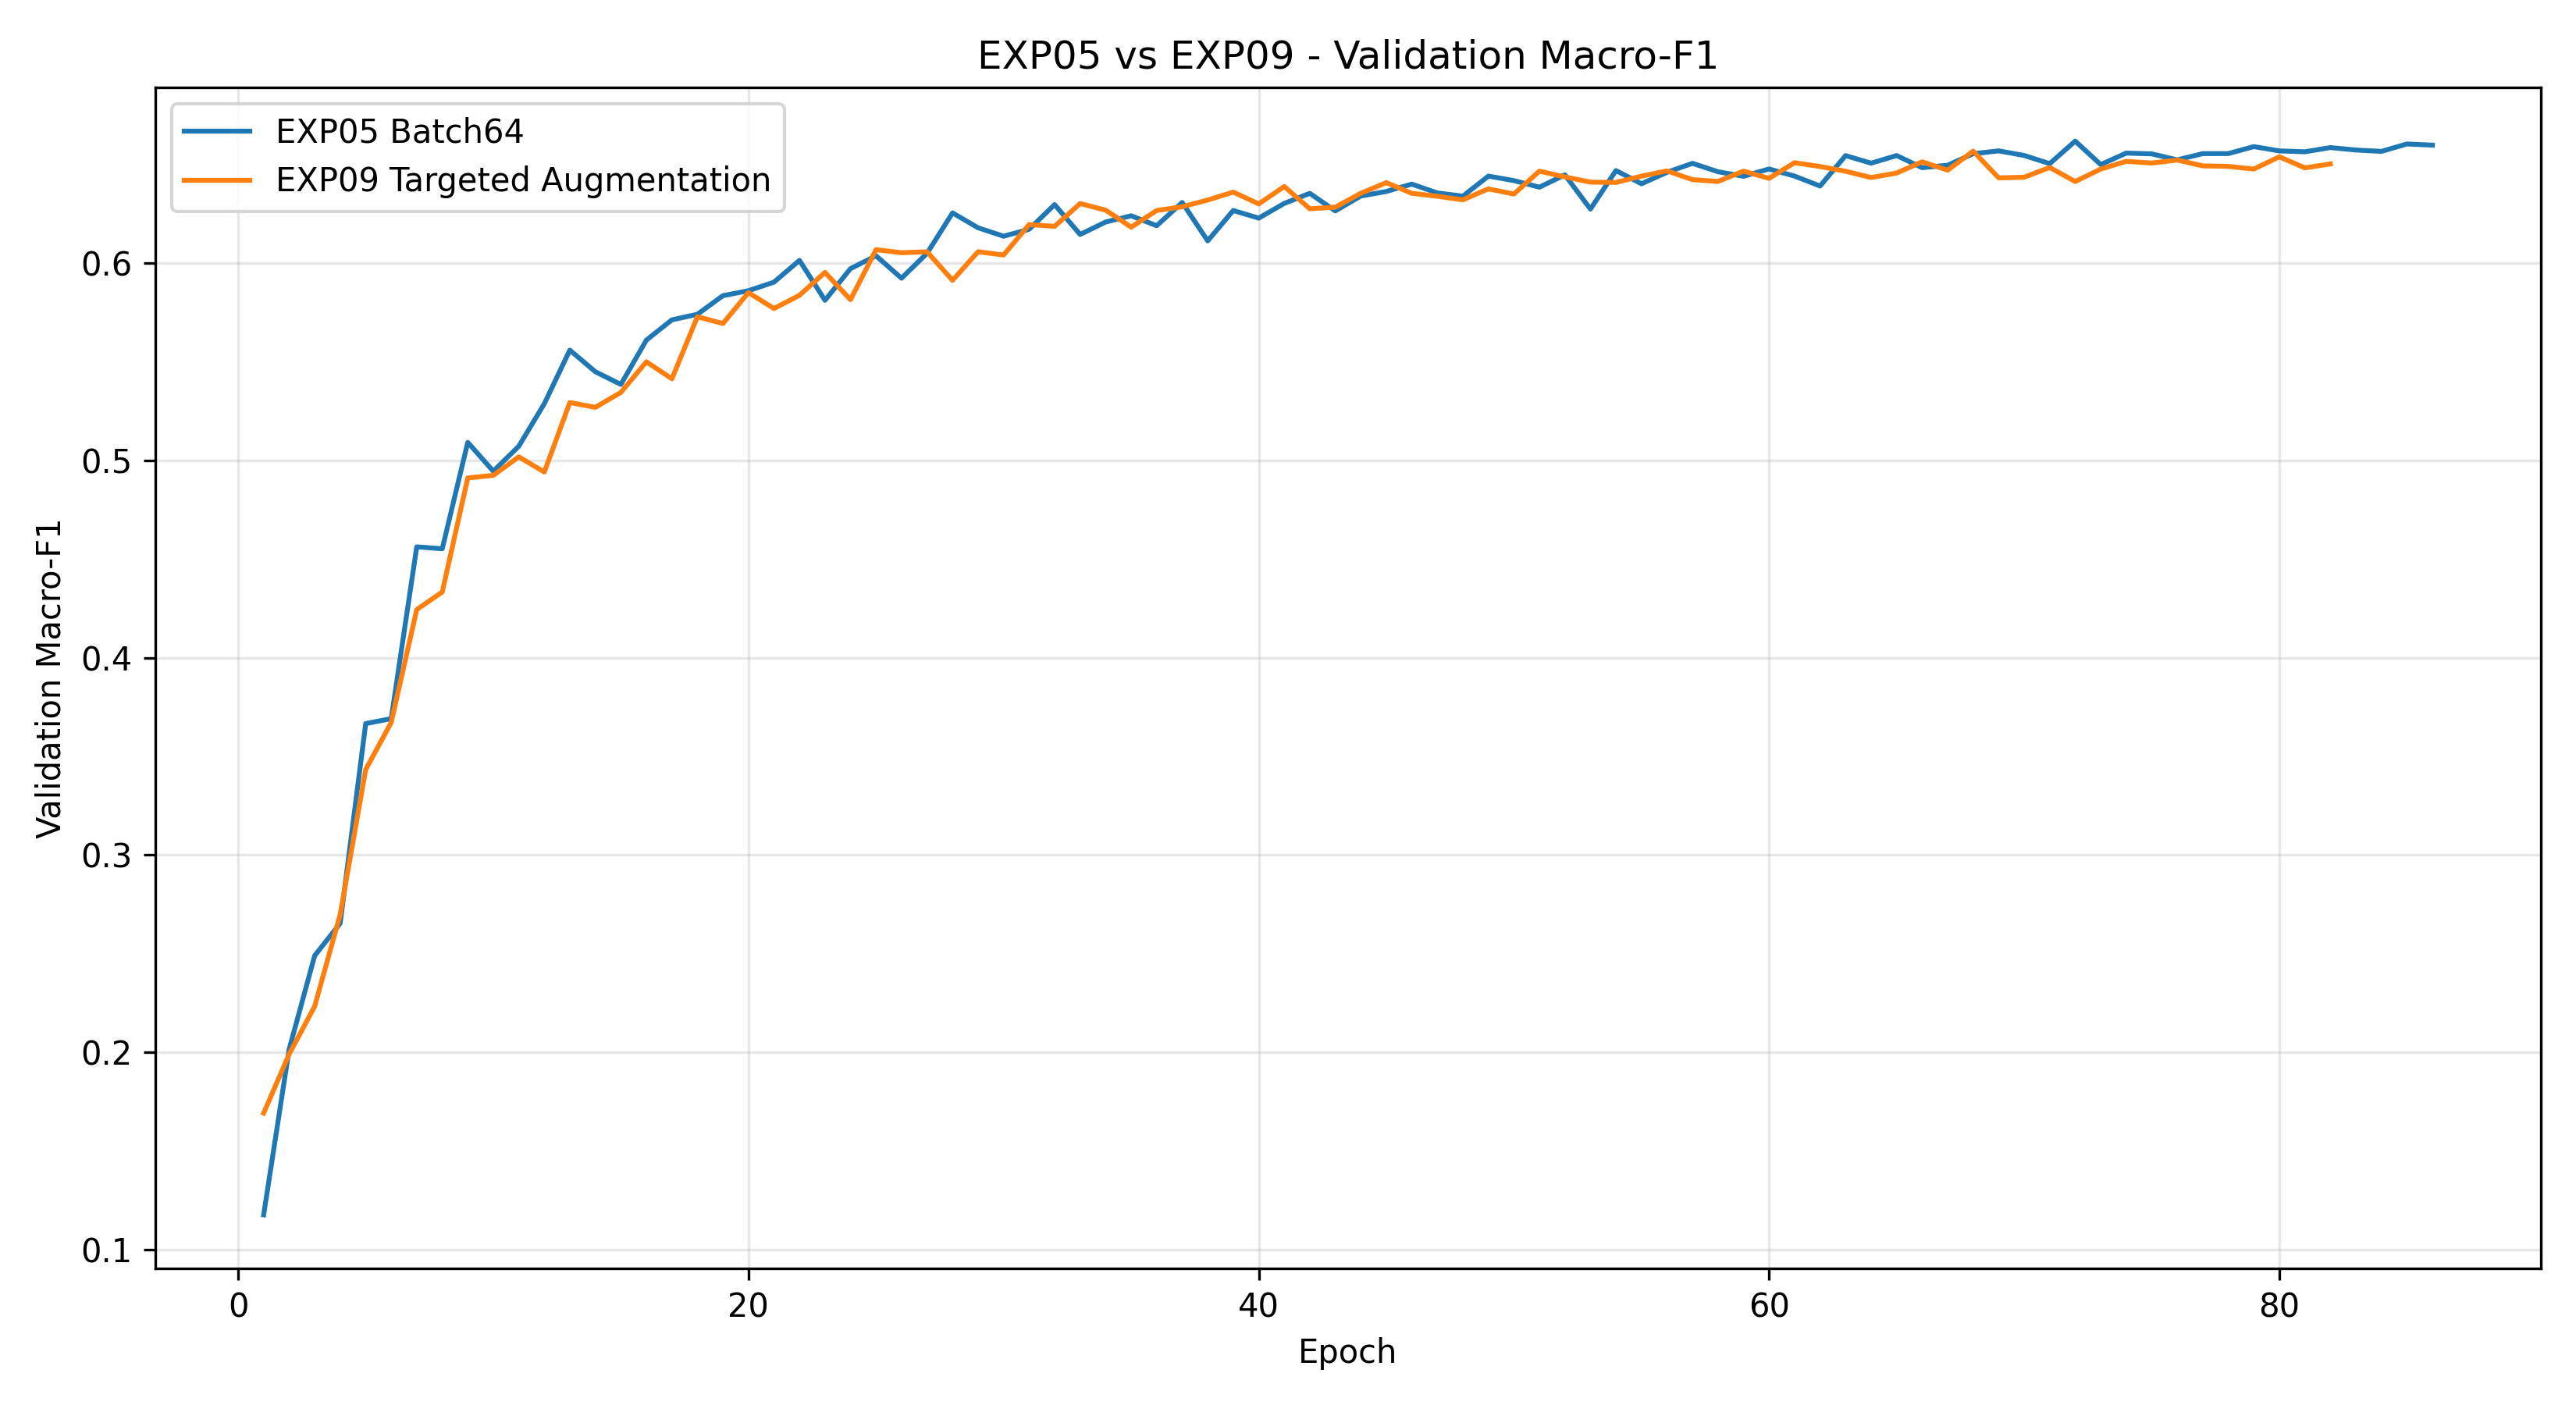 EXP05 vs EXP09 - Validation Macro-F1
EXP05 Batch64
EXP09 Targeted Augmentation
Validation Macro-F1
0.6
0.5
0.4
0.3
0.2
0.1
0 20 40 60 80
Epoch